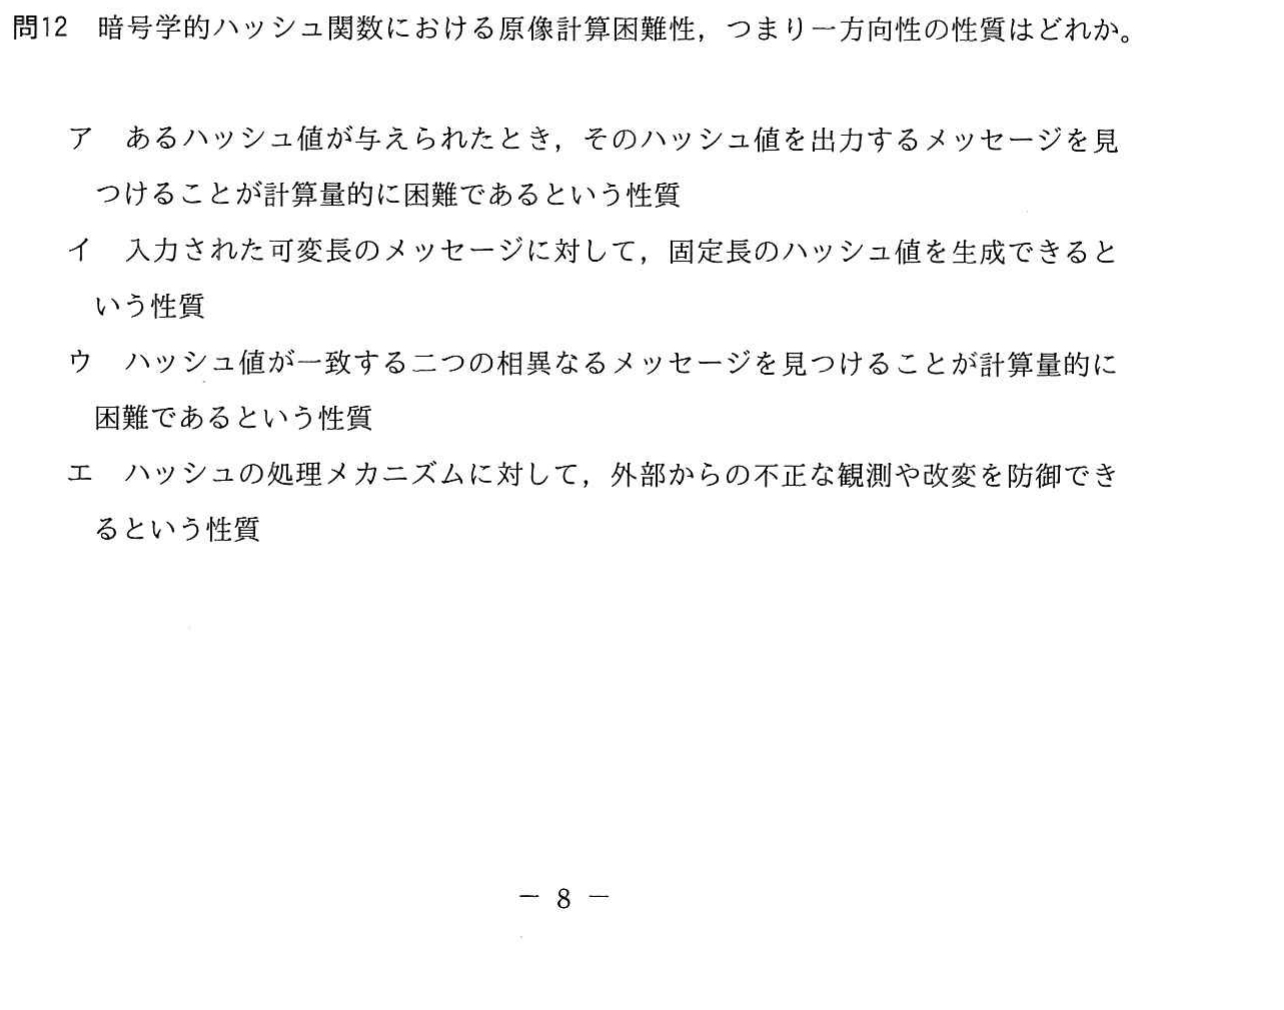 問12　暗号学的ハッシュ関数における原像計算困難性，つまり一方向性の性質はどれか。
ア　あるハッシュ値が与えられたとき，そのハッシュ値を出力するメッセージを見
つけることが計算量的に困難であるという性質
イ　入力された可変長のメッセージに対して，固定長のハッシュ値を生成できると
いう性質
ウ　ハッシュ値が一致する二つの相異なるメッセージを見つけることが計算量的に
困難であるという性質
エ　ハッシュの処理メカニズムに対して，外部からの不正な観測や改変を防御でき
るという性質
－ 8 －